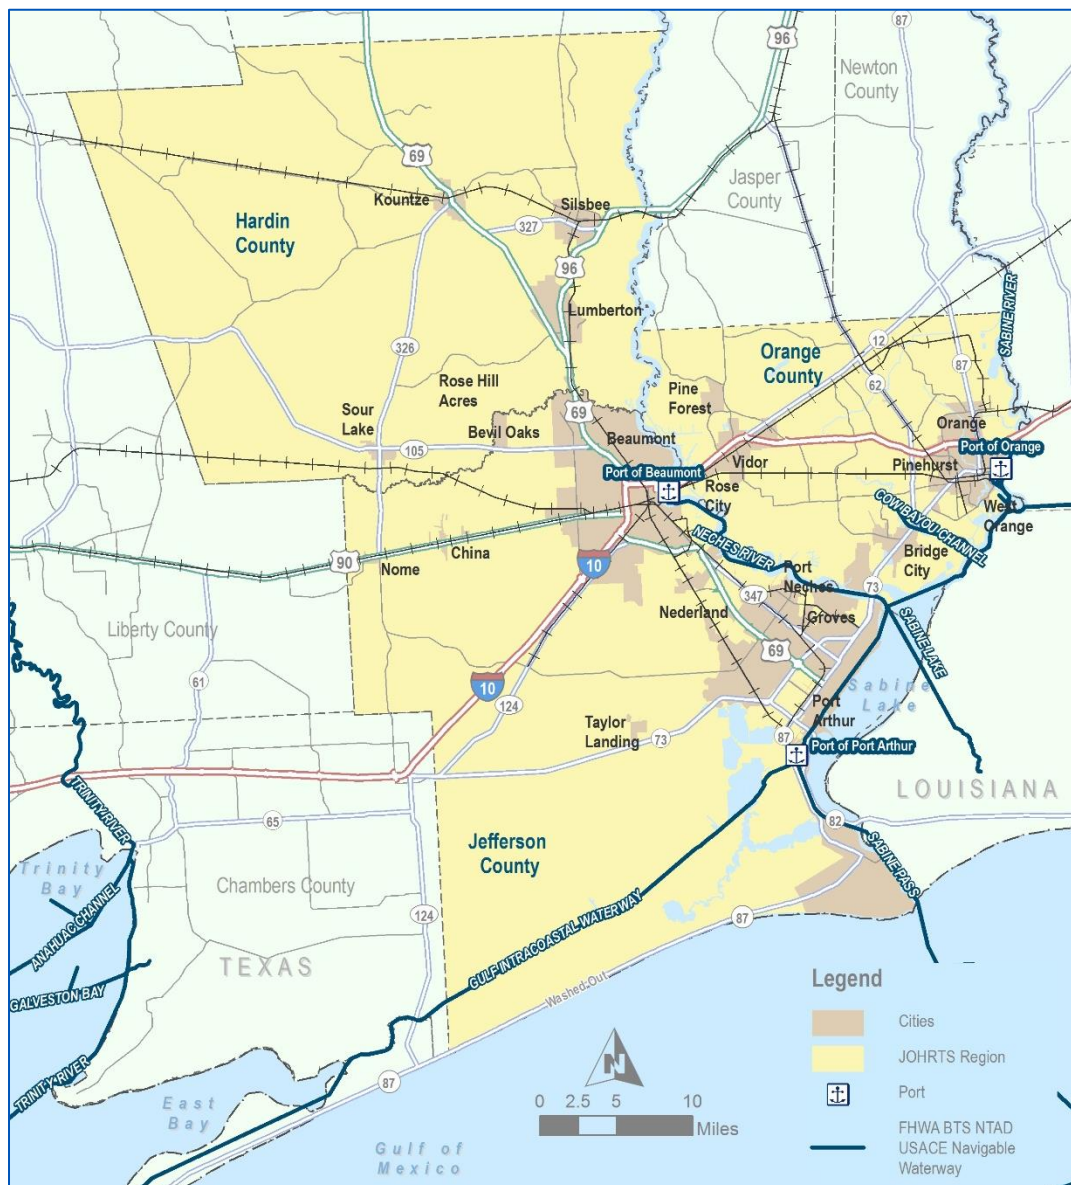 87
96
Newton
County
69
Jasper
County
Kountze
Silsbee
Hardin
County
327
96
SABINE RIVER
Lumberton
12
326
Orange
County
87
62
Rose Hill
Acres
Pine
Forest
69
Sour
Lake
Bevil Oaks
Beaumont
Orange
105
Port of Orange
Vidor
Pinehurst
Port of Beaumont
Rose
City
West
Orange
COW BAYOU CHANNEL
NECHES RIVER
China
Bridge
City
90
Nome
10
Port
Neches
73
Nederland
347
Groves
SABINE LAKE
Liberty County
69
61
10
Sabine
Lake
124
Port
Arthur
Taylor
Landing
73
87
Port of Port Arthur
TRINITY RIVER
LOUISIANA
65
82
Jefferson
County
SABINE PASS
Trinity
Bay
Chambers County
ANAHUAC CHANNEL
124
87
GULF INTRACOASTAL WATERWAY
TEXAS
GALVESTON BAY
Washed Out
Legend
Cities
JOHRTS Region
Port
FHWA BTS NTAD
USACE Navigable
Waterway
N
0 2.5 5 10
Miles
TRINITY RIVER
87
East
Bay
Gulf of
Mexico